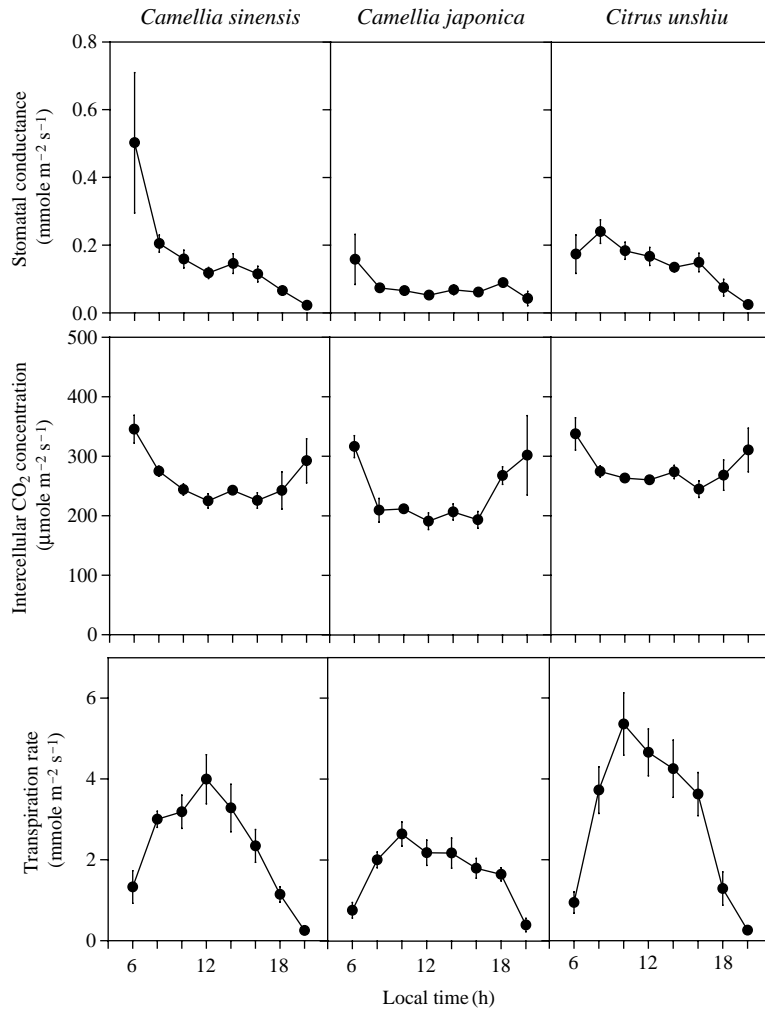 Camellia sinensis Camellia japonica Citrus unshiu
Stomatal conductance
(mmole m−2 s−1)
0.8
0.6
0.4
0.2
0.0
Intercellular CO2 concentration
(µmole m−2 s−1)
500
400
300
200
100
0
Transpiration rate
(mmole m−2 s−1)
6
4
2
0
6 12 18 6 12 18 6 12 18
Local time (h)